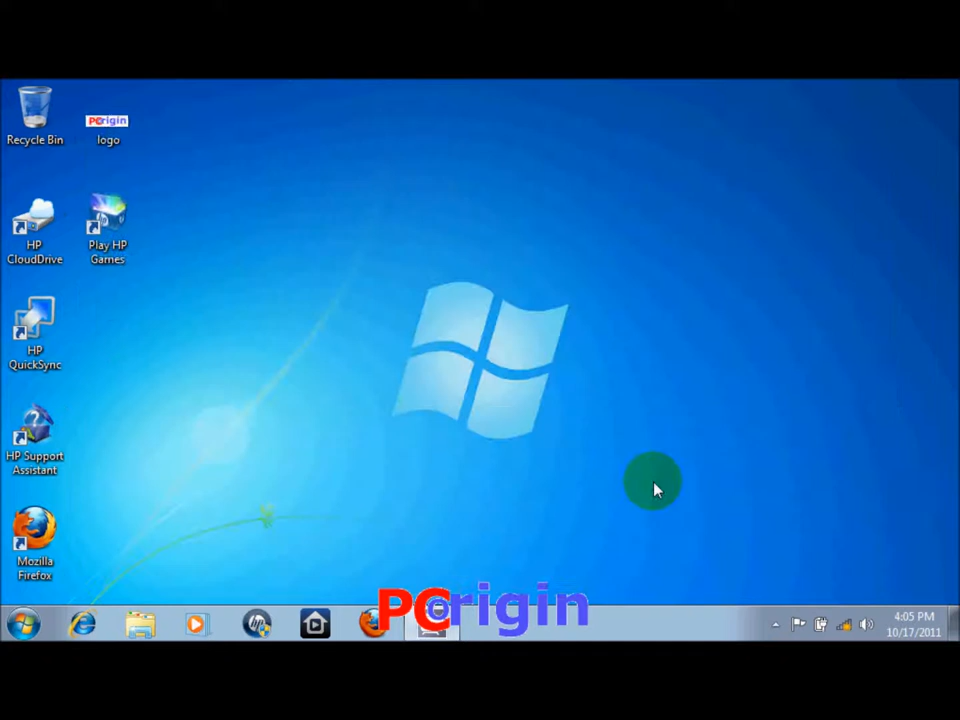 Recycle Bin
PCorigin
logo
HP
CloudDrive
Play HP
Games
HP
QuickSync
HP Support
Assistant
Mozilla
Firefox
PCorigin
4:05 PM
10/17/2011